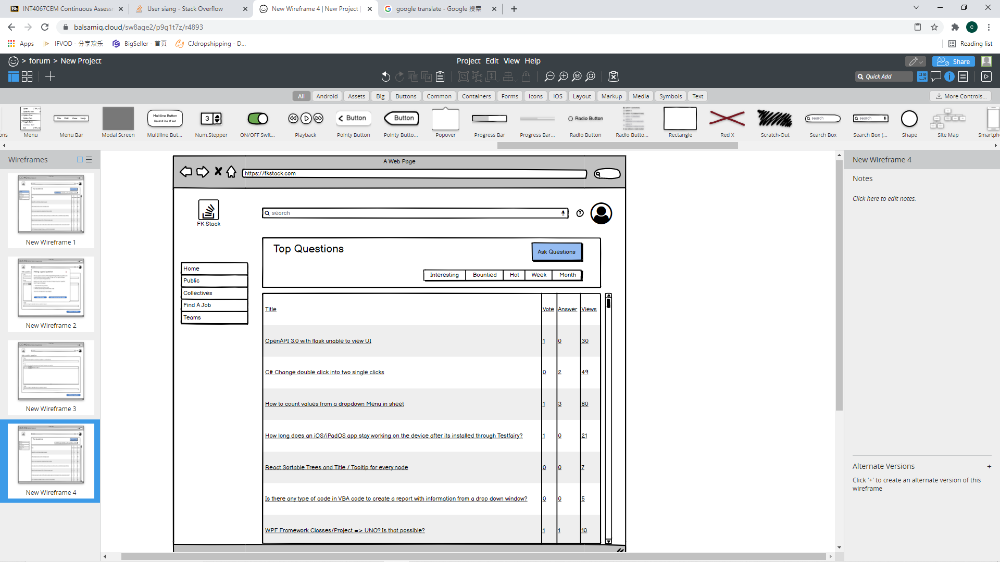 INT4067CEM Continuous Assessm
User siang - Stack Overflow
New Wireframe 4 | New Project |
google translate - Google 搜索
balsamiq.cloud/sw8age2/p9g1t7z/r4893
Apps
IFVOD - 分享欢乐
BigSeller - 首页
CJdropshipping - D...
Reading list
> forum > New Project
Project Edit View Help
Share
Quick Add
All Android Assets Big Buttons Common Containers Forms Icons iOS Layout Markup Media Symbols Text
More Controls...
Multiline Button
Second line of text
File Edit View Help
3
Button
Button
Radio Button
search
search
ons
Menu
Menu Bar
Modal Screen
Multiline But...
Num.Stepper
ON/OFF Swit...
Playback
Pointy Button
Pointy Butto...
Popover
Progress Bar
Progress Bar...
Radio Button
Radio Butto...
Rectangle
Red X
Scratch-Out
Search Box
Search Box (...
Shape
Site Map
Smartph
Wireframes
New Wireframe 1
New Wireframe 2
New Wireframe 3
New Wireframe 4
A Web Page
https://fkstack.com
FK Stack
search
Top Questions
Ask Questions
Interesting Bountied Hot Week Month
Home
Public
Collectives
Find A Job
Teams
Title Vote Answer Views
OpenAPI 3.0 with flask unable to view UI 1 0 30
C# Change double click into two single clicks 0 2 49
How to count values from a dropdown Menu in sheet 1 3 80
How long does an iOS/iPadOS app stay working on the device after its installed through Testfairy? 1 0 21
React Sortable Trees and Title / Tooltip for every node 0 0 7
Is there any type of code in VBA code to create a report with information from a drop down window? 0 0 5
WPF Framework Classes/Project => UNO? Is that possible? 1 1 10
New Wireframe 4
Notes
Click here to edit notes.
Alternate Versions +
Click '+' to create an alternate version of this
wireframe